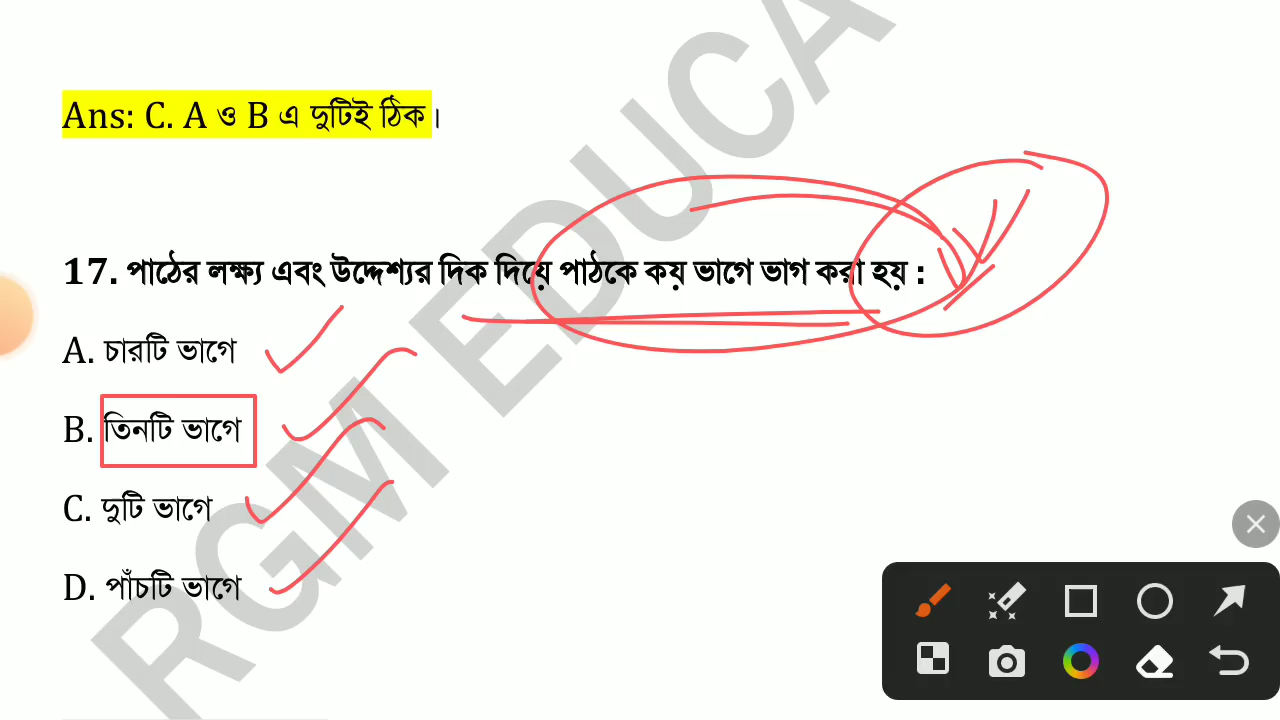 Ans: C. A ও B এ দুটিই ঠিক।
17. পাঠের লক্ষ্য এবং উদ্দেশ্যর দিক দিয়ে পাঠকে কয় ভাগে ভাগ করা হয় :
A. চারটি ভাগে
B. তিনটি ভাগে
C. দুটি ভাগে
D. পাঁচটি ভাগে
RGM EDUCA